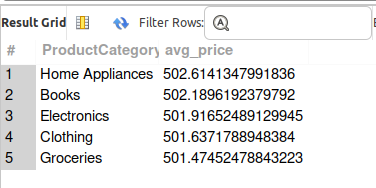 Result Grid Filter Rows:
# ProductCategory avg_price
1 Home Appliances 502.6141347991836
2 Books 502.1896192379792
3 Electronics 501.91652489129945
4 Clothing 501.6371788948384
5 Groceries 501.47452478843223